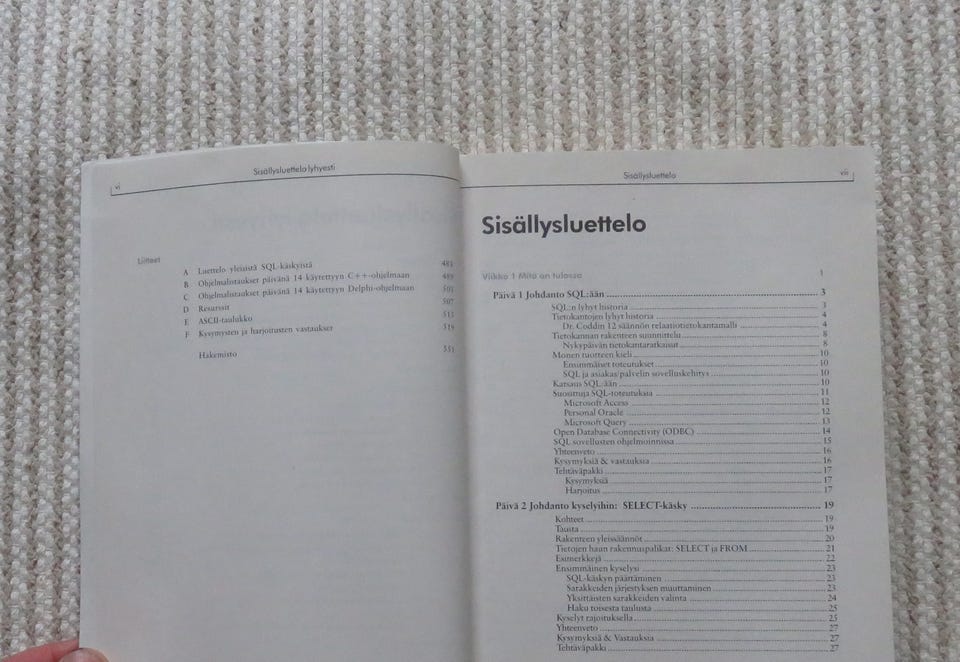 vi
Sisällysluettelo lyhyesti
Liitteet
A Luettelo yleisistä SQL-käskyistä 481
B Ohjelmalistaukset päivänä 14 käytettyyn C++-ohjelmaan 489
C Ohjelmalistaukset päivänä 14 käytettyyn Delphi-ohjelmaan 501
D Resurssit 507
E ASCII-taulukko 513
F Kysymysten ja harjoitusten vastaukset 519
Hakemisto 551
Sisällysluettelo
vii
Sisällysluettelo
Viikko 1 Mitä on tulossa 1
Päivä 1 Johdanto SQL:ään 3
SQL:n lyhyt historia 3
Tietokantojen lyhyt historia 4
Dr. Coddin 12 säännön relaatiotietokantamalli 4
Tietokannan rakenteen suunnittelu 8
Nykypäivän tietokantaratkaisut 8
Monen tuotteen kieli 10
Ensimmäiset toteutukset 10
SQL ja asiakas/palvelin sovelluskehitys 10
Katsaus SQL:ään 10
Suosittuja SQL-toteutuksia 11
Microsoft Access 12
Personal Oracle 12
Microsoft Query 13
Open Database Connectivity (ODBC) 14
SQL sovellusten ohjelmoinnissa 15
Yhteenveto 16
Kysymyksiä & vastauksia 16
Tehtäväpakki 17
Kysymyksiä 17
Harjoitus 17
Päivä 2 Johdanto kyselyihin: SELECT-käsky 19
Kohteet 19
Tausta 19
Rakenteen yleissäännöt 20
Tietojen haun rakennuspalikat: SELECT ja FROM 21
Esimerkkejä 22
Ensimmäinen kyselysi 23
SQL-käskyn päättäminen 23
Sarakkeiden järjestyksen muuttaminen 23
Yksittäisten sarakkeiden valinta 24
Haku toisesta taulusta 25
Kyselyt rajoituksella 25
Yhteenveto 27
Kysymyksiä & Vastauksia 27
Tehtäväpakki 27